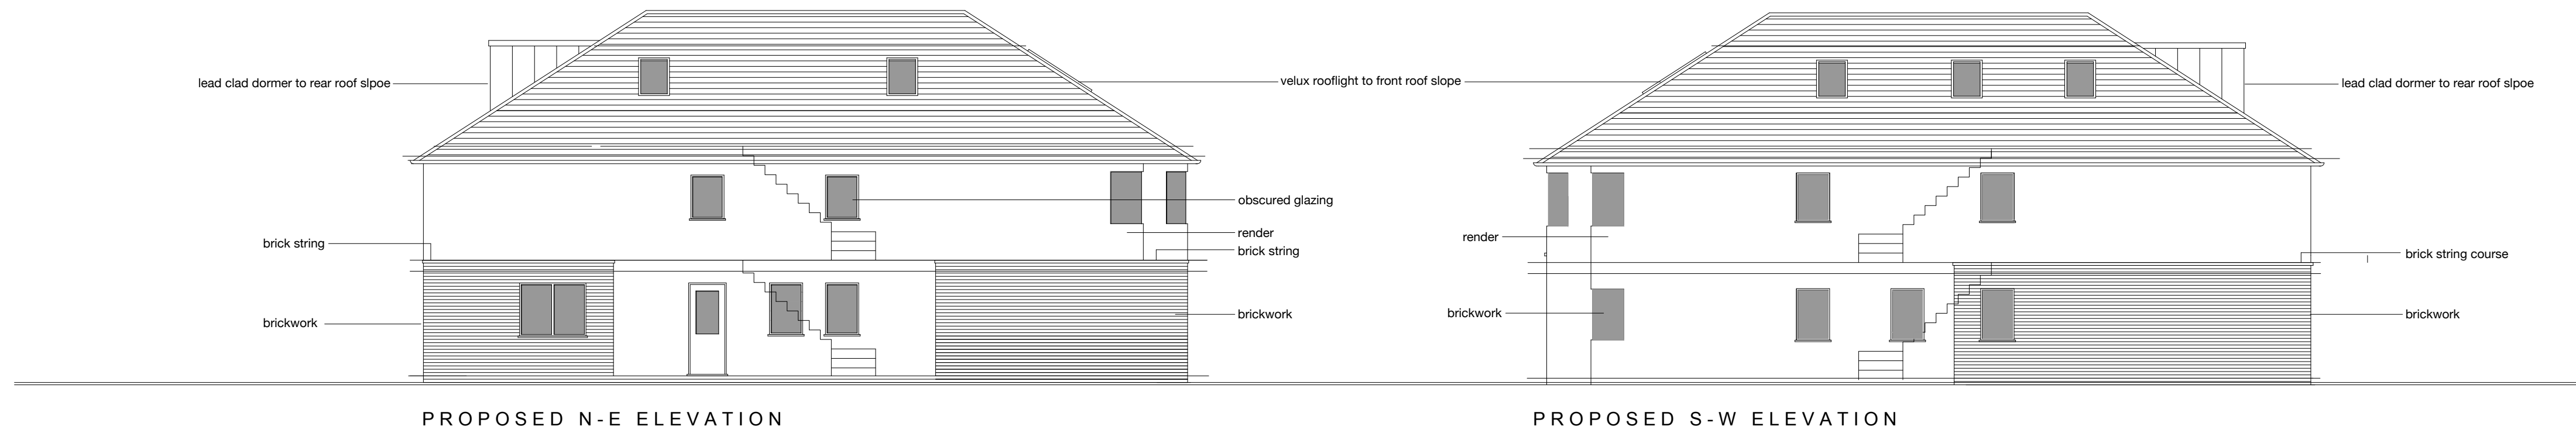 lead clad dormer to rear roof slpoe
velux rooflight to front roof slope
lead clad dormer to rear roof slpoe
obscured glazing
render
brick string
brick string
brickwork
brickwork
render
brick string course
brickwork
brickwork
PROPOSED N-E ELEVATION
PROPOSED S-W ELEVATION